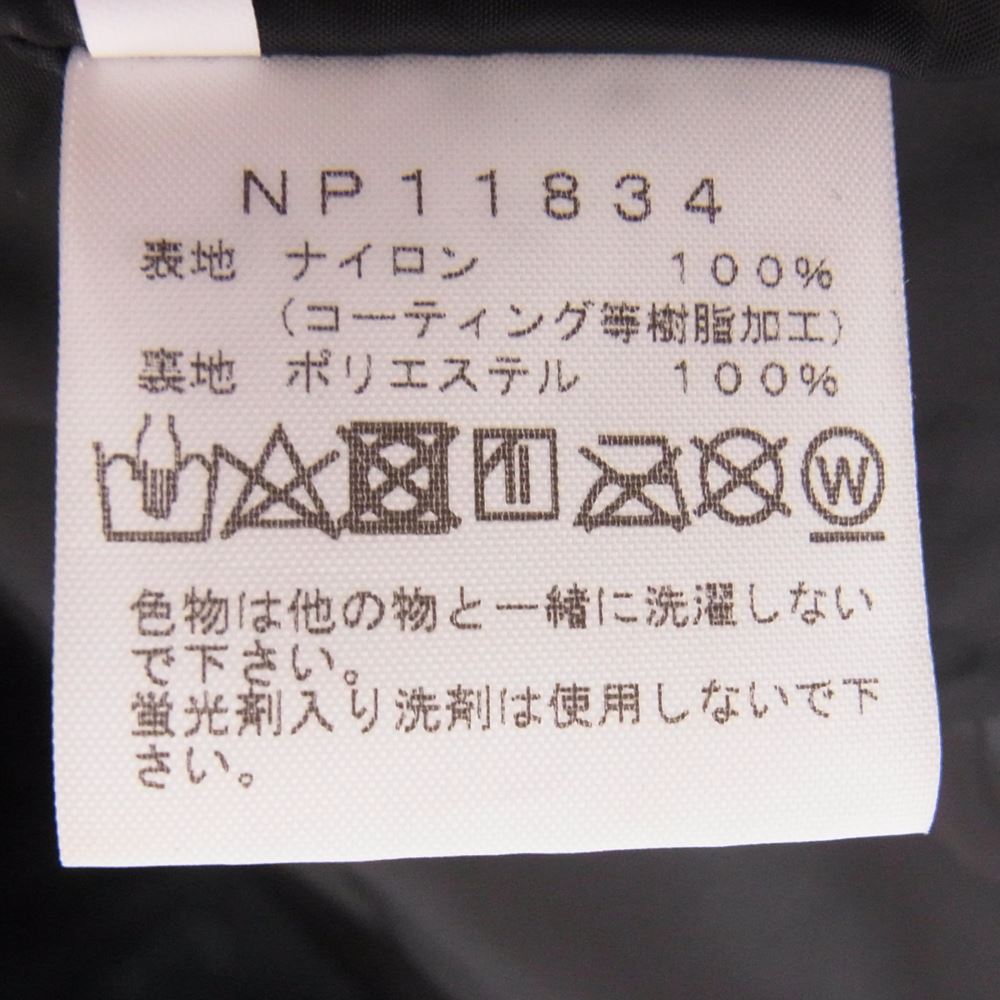 NP11834
表地 ナイロン 100%
(コーティング等樹脂加工)
裏地 ポリエステル 100%
W
色物は他の物と一緒に洗濯しない
で下さい。
蛍光剤入り洗剤は使用しないで下
さい。